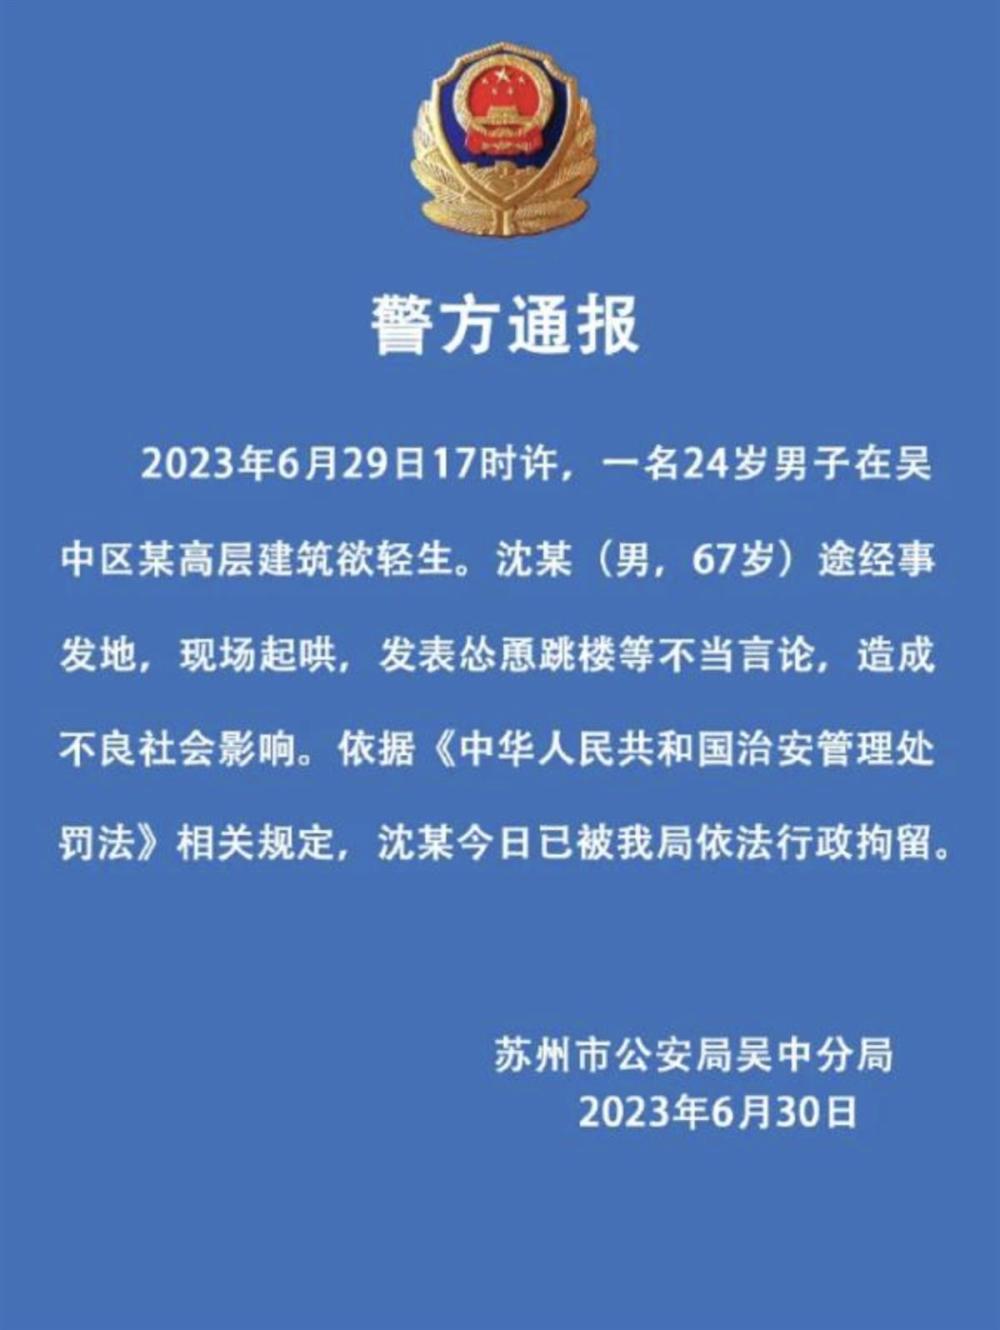 警方通报
2023年6月29日17时许，一名24岁男子在吴
中区某高层建筑欲轻生。沈某（男，67岁）途经事
发地，现场起哄，发表怂恿跳楼等不当言论，造成
不良社会影响。依据《中华人民共和国治安管理处
罚法》相关规定，沈某今日已被我局依法行政拘留。
苏州市公安局吴中分局
2023年6月30日